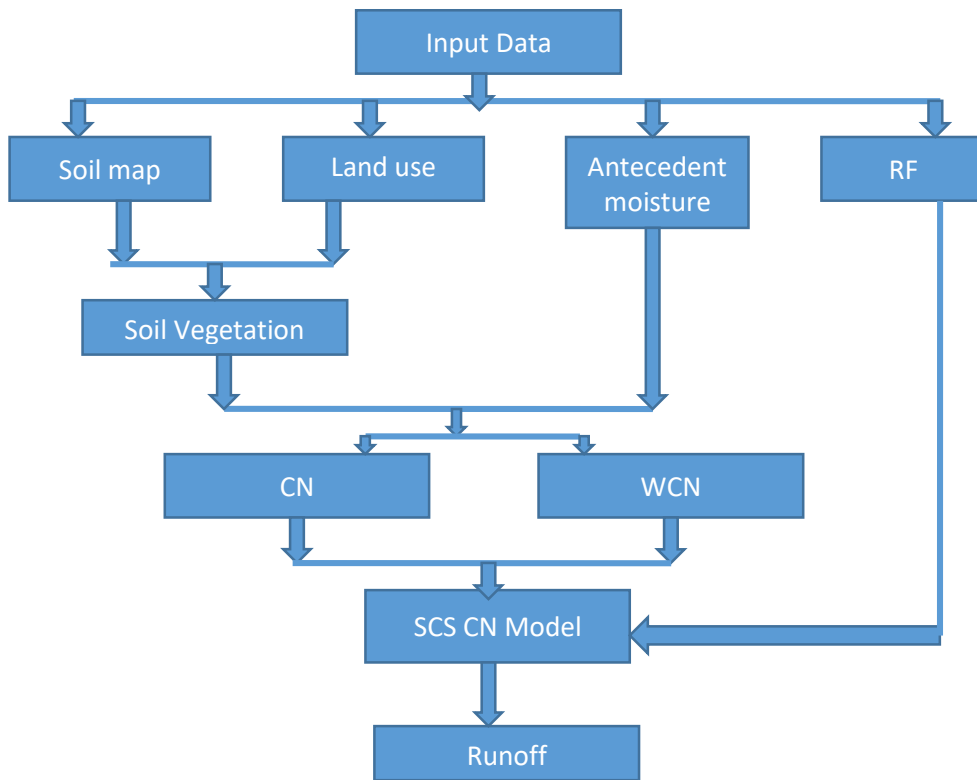 Input Data
Soil map
Land use
Antecedent
moisture
RF
Soil Vegetation
CN
WCN
SCS CN Model
Runoff